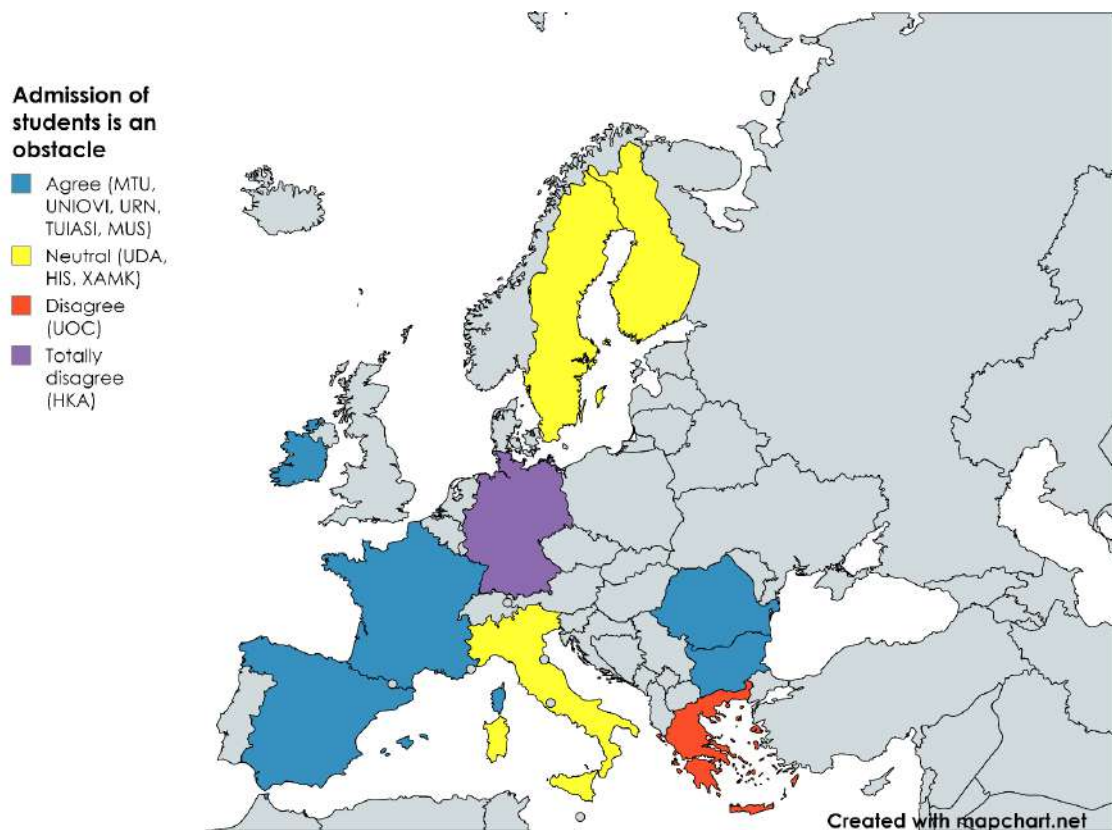 Admission of
students is an
obstacle
Agree (MTU,
UNIOVI, URN,
TUIASI, MUS)
Neutral (UDA,
HIS, XAMK)
Disagree
(UOC)
Totally
disagree
(HKA)
Created with mapchart.net